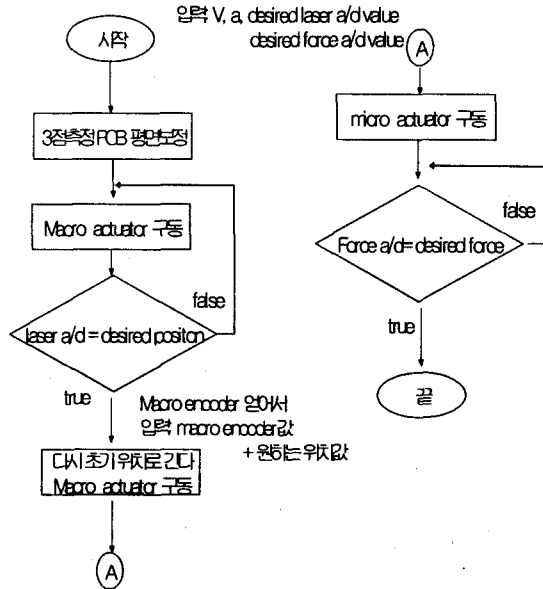 시작
3점측정 PCB 평면보정
Macro actuator 구동
false
laser a/d = desired position
true
Macro encoder 얻어서
입력 macro encoder값
+ 원하는 위치값
다시 초기 위치로 간다
Macro actuator 구동
A
입력 V, a, desired laser a/d value
desired force a/d value
A
micro actuator 구동
false
Force a/d= desired force
true
끝